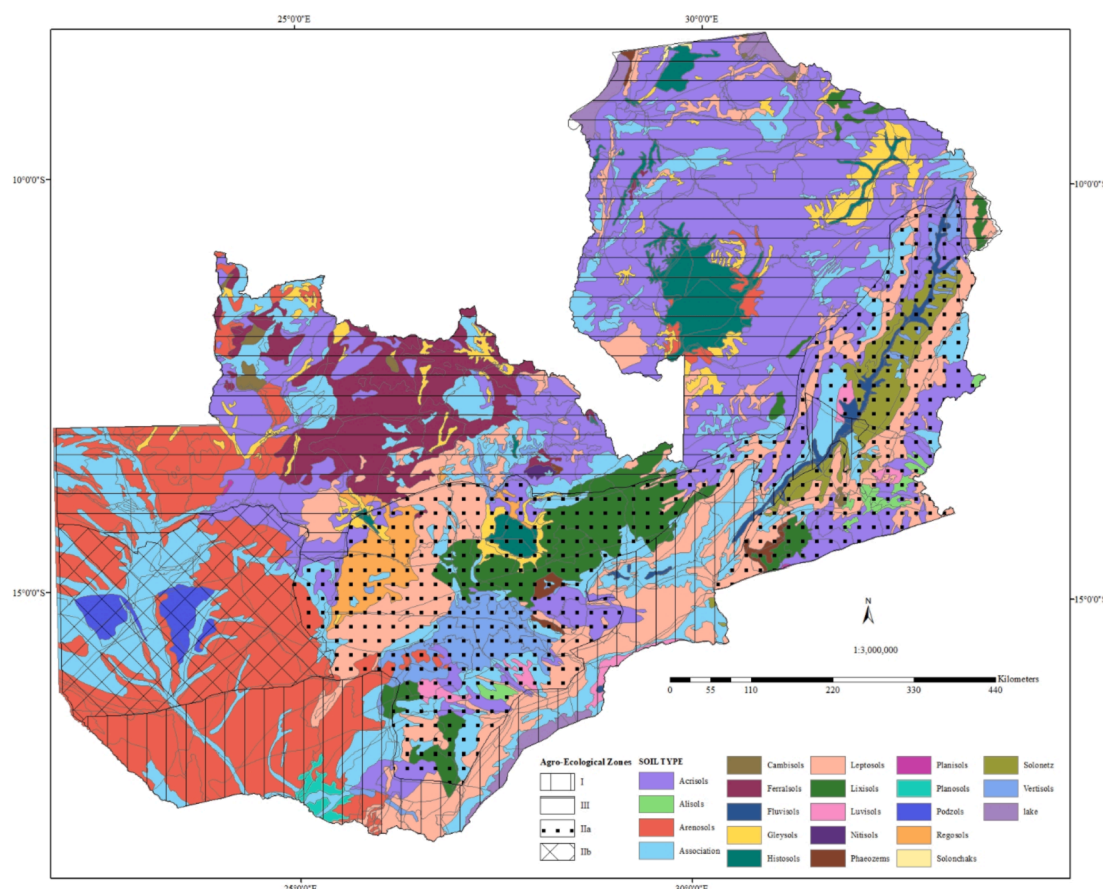 25°0'0"E 30°0'0"E
10°0'0"S 10°0'0"S
15°0'0"S 15°0'0"S
N
1:3,000,000
Kilometers
0 55 110 220 330 440
Agro-Ecological Zones
I
III
IIa
IIb
SOIL TYPE
Acrisols
Alisols
Arenosols
Association
Cambisols
Ferralsols
Fluvisols
Gleysols
Histosols
Leptosols
Lixisols
Luvisols
Nitisols
Phaeozems
Planisols
Planosols
Podzols
Regosols
Solonchaks
Solonetz
Vertisols
lake
25°0'0"E 30°0'0"E